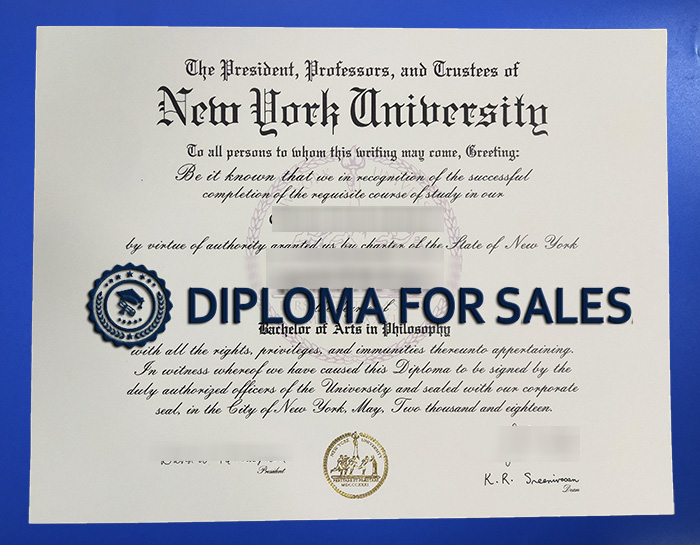 The President, Professors, and Trustees of
New York University
To all persons to whom this writing may come, Greeting:
Be it known that we in recognition of the successful
completion of the requisite course of study in our
by virtue of authority granted us by charter of the State of New York
DIPLOMA FOR SALES
Bachelor of Arts in Philosophy
with all the rights, privileges, and immunities thereunto appertaining.
In witness whereof we have caused this Diploma to be signed by the
duly authorized officers of the University and sealed with our corporate
seal, in the City of New York, May, Two thousand and eighteen.
President
NEW YORK UNIVERSITY
K. R. Sreenivasan
Dean